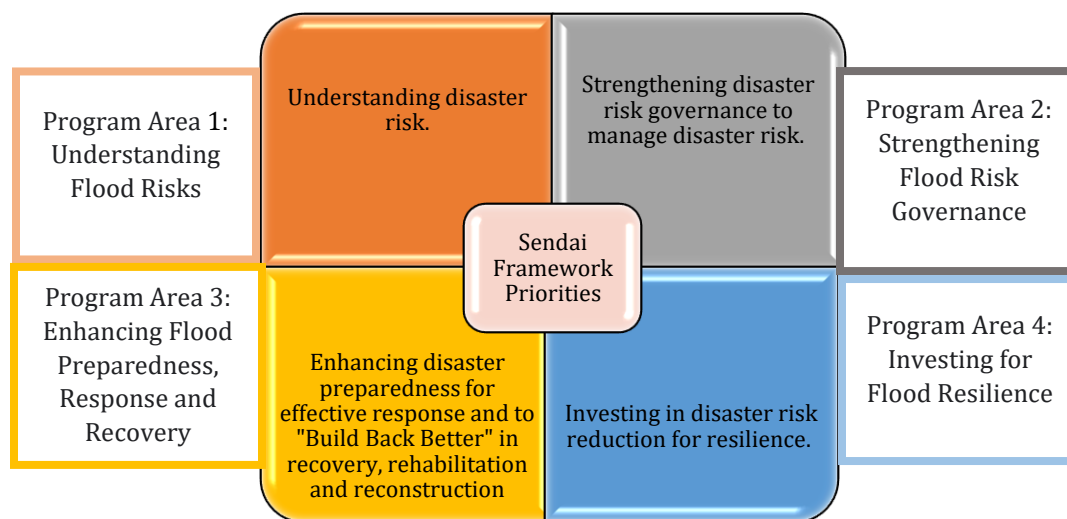 Program Area 1:
Understanding
Flood Risks
Understanding disaster
risk.
Strengthening disaster
risk governance to
manage disaster risk.
Program Area 2:
Strengthening
Flood Risk
Governance
Sendai
Framework
Priorities
Program Area 3:
Enhancing Flood
Preparedness,
Response and
Recovery
Enhancing disaster
preparedness for
effective response and to
"Build Back Better" in
recovery, rehabilitation
and reconstruction
Investing in disaster risk
reduction for resilience.
Program Area 4:
Investing for
Flood Resilience